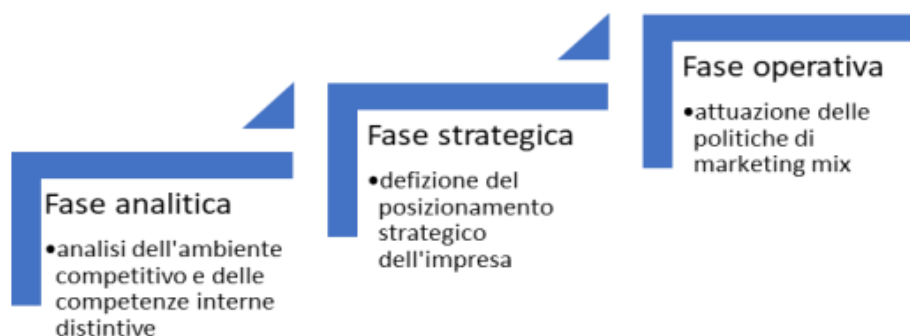 Fase analitica
•analisi dell'ambiente
competitivo e delle
competenze interne
distintive
Fase strategica
•defizione del
posizionamento
strategico
dell'impresa
Fase operativa
•attuazione delle
politiche di
marketing mix